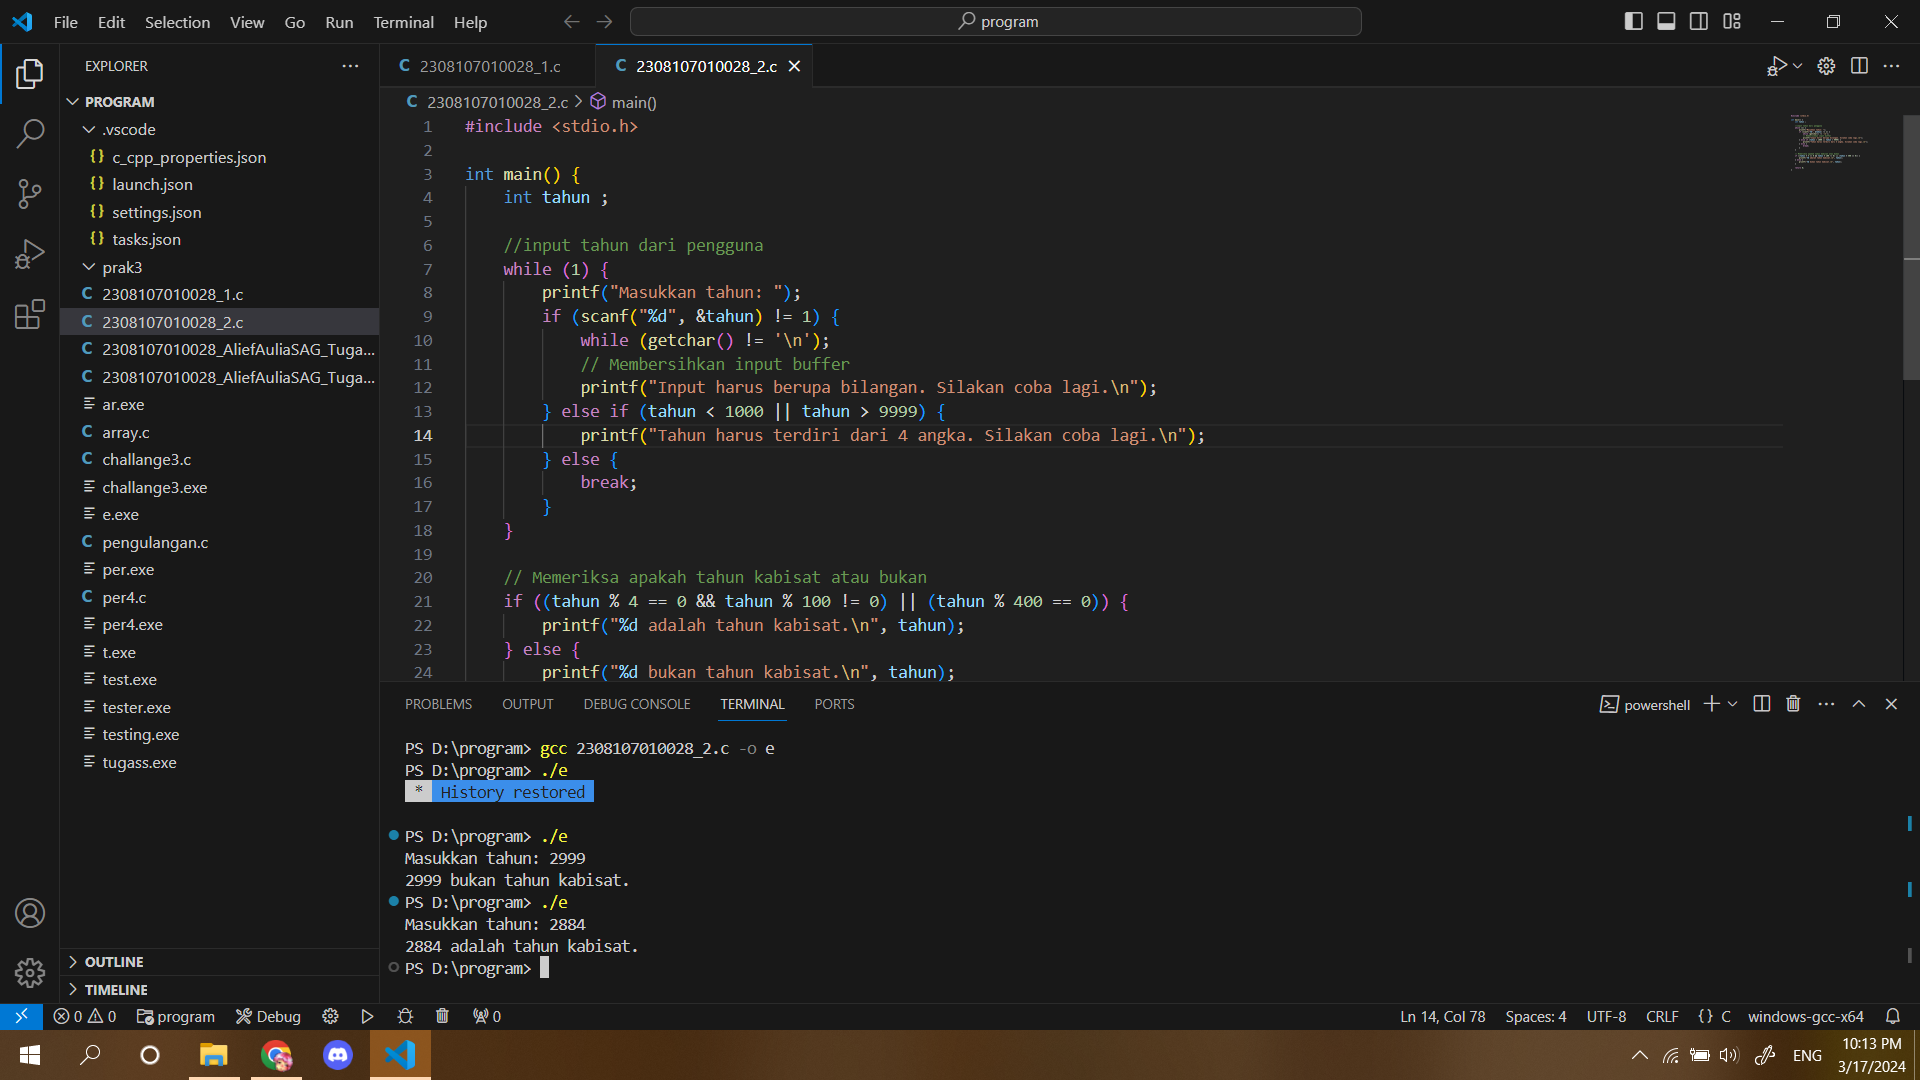 File Edit Selection View Go Run Terminal Help
program
EXPLORER
PROGRAM
.vscode
{} c_cpp_properties.json
{} launch.json
{} settings.json
{} tasks.json
prak3
C 2308107010028_1.c
C 2308107010028_2.c
C 2308107010028_AliefAuliaSAG_Tuga...
C 2308107010028_AliefAuliaSAG_Tuga...
ar.exe
C array.c
C challange3.c
challange3.exe
e.exe
C pengulangan.c
per.exe
C per4.c
per4.exe
t.exe
test.exe
tester.exe
testing.exe
tugass.exe
OUTLINE
TIMELINE
C 2308107010028_1.c
C 2308107010028_2.c
C 2308107010028_2.c > main()
1 #include <stdio.h>
2
3 int main() {
4 int tahun ;
5
6 //input tahun dari pengguna
7 while (1) {
8 printf("Masukkan tahun: ");
9 if (scanf("%d", &tahun) != 1) {
10 while (getchar() != '\n');
11 // Membersihkan input buffer
12 printf("Input harus berupa bilangan. Silakan coba lagi.\n");
13 } else if (tahun < 1000 || tahun > 9999) {
14 printf("Tahun harus terdiri dari 4 angka. Silakan coba lagi.\n");
15 } else {
16 break;
17 }
18 }
19
20 // Memeriksa apakah tahun kabisat atau bukan
21 if ((tahun % 4 == 0 && tahun % 100 != 0) || (tahun % 400 == 0)) {
22 printf("%d adalah tahun kabisat.\n", tahun);
23 } else {
24 printf("%d bukan tahun kabisat.\n", tahun);
PROBLEMS OUTPUT DEBUG CONSOLE TERMINAL PORTS
powershell
PS D:\program> gcc 2308107010028_2.c -o e
PS D:\program> ./e
* History restored
PS D:\program> ./e
Masukkan tahun: 2999
2999 bukan tahun kabisat.
PS D:\program> ./e
Masukkan tahun: 2884
2884 adalah tahun kabisat.
PS D:\program>
0 0 program Debug 0
Ln 14, Col 78 Spaces: 4 UTF-8 CRLF {} C windows-gcc-x64
ENG
10:13 PM
3/17/2024